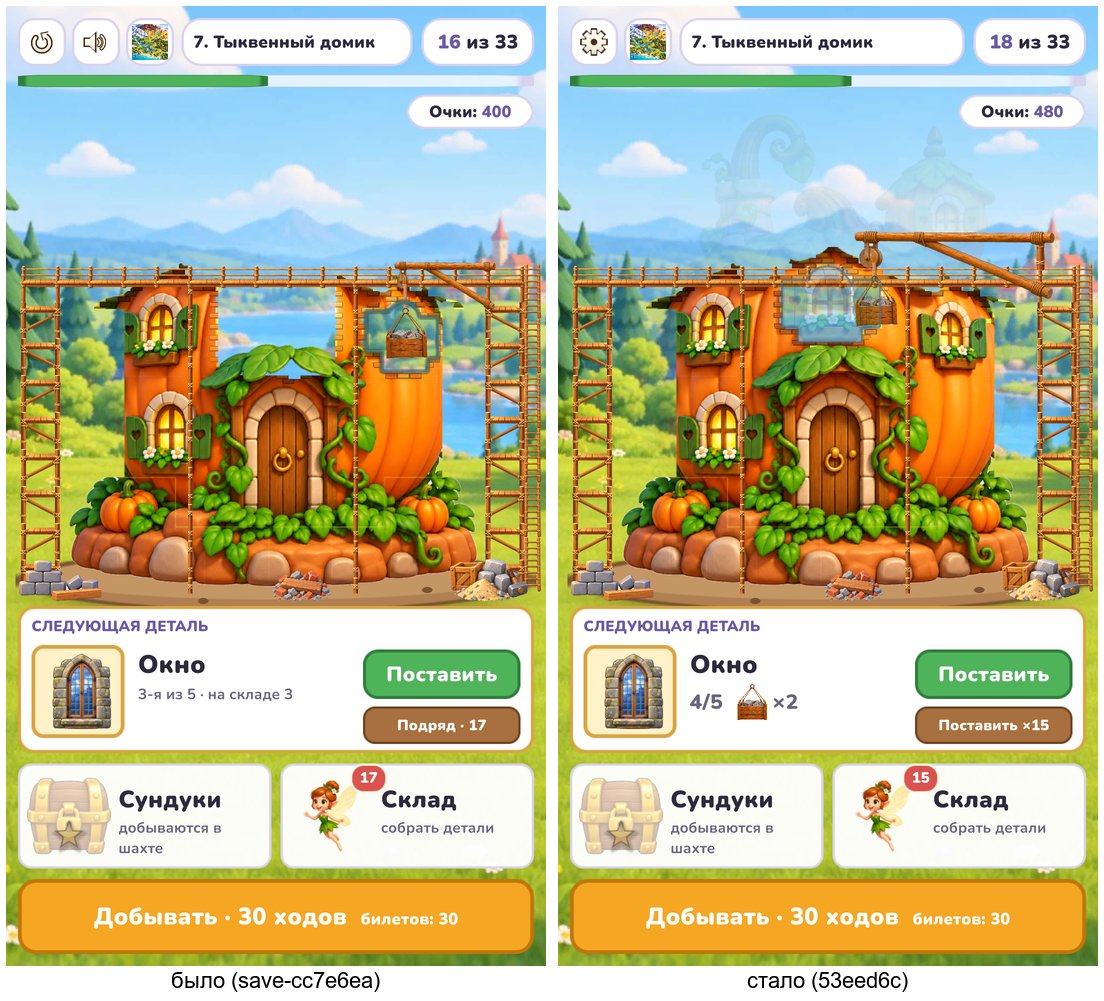 7. Тыквенный домик
16 из 33
Очки: 400
СЛЕДУЮЩАЯ ДЕТАЛЬ
Окно
3-я из 5 · на складе 3
Поставить
Подряд · 17
Сундуки
добываются в
шахте
17
Склад
собрать детали
Добывать · 30 ходов билетов: 30
было (save-cc7e6ea)
7. Тыквенный домик
18 из 33
Очки: 480
СЛЕДУЮЩАЯ ДЕТАЛЬ
Окно
4/5 ×2
Поставить
Поставить ×15
Сундуки
добываются в
шахте
15
Склад
собрать детали
Добывать · 30 ходов билетов: 30
стало (53eed6c)